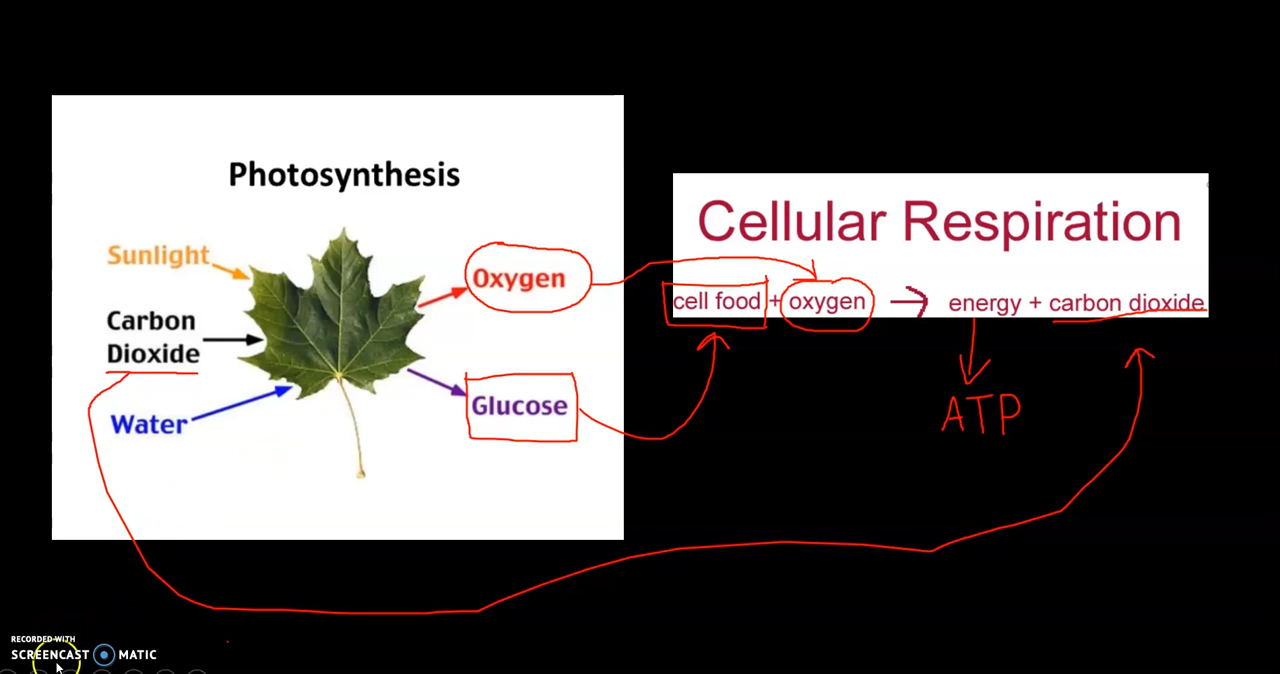 Photosynthesis
Sunlight
Carbon
Dioxide
Water
Oxygen
Glucose
Cellular Respiration
cell food + oxygen → energy + carbon dioxide
ATP
RECORDED WITH
SCREENCAST MATIC